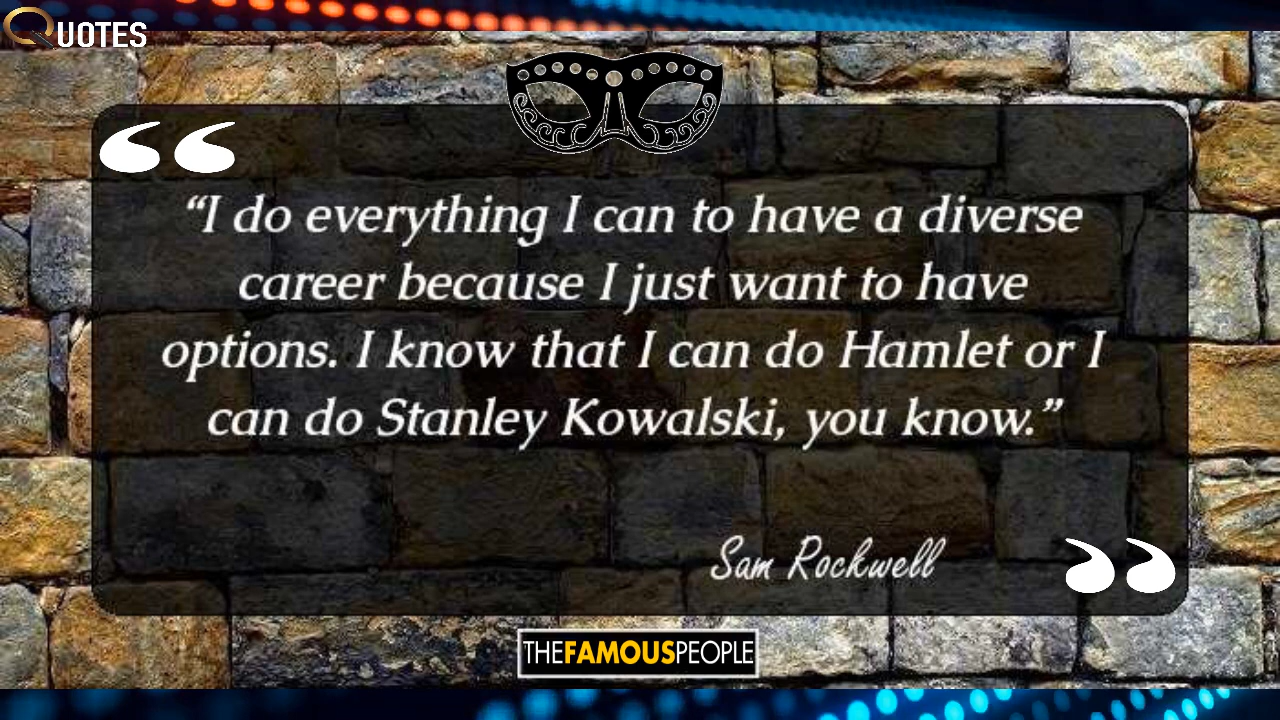 QUOTES
“I do everything I can to have a diverse
career because I just want to have
options. I know that I can do Hamlet or I
can do Stanley Kowalski, you know.”
Sam Rockwell
THEFAMOUSPEOPLE